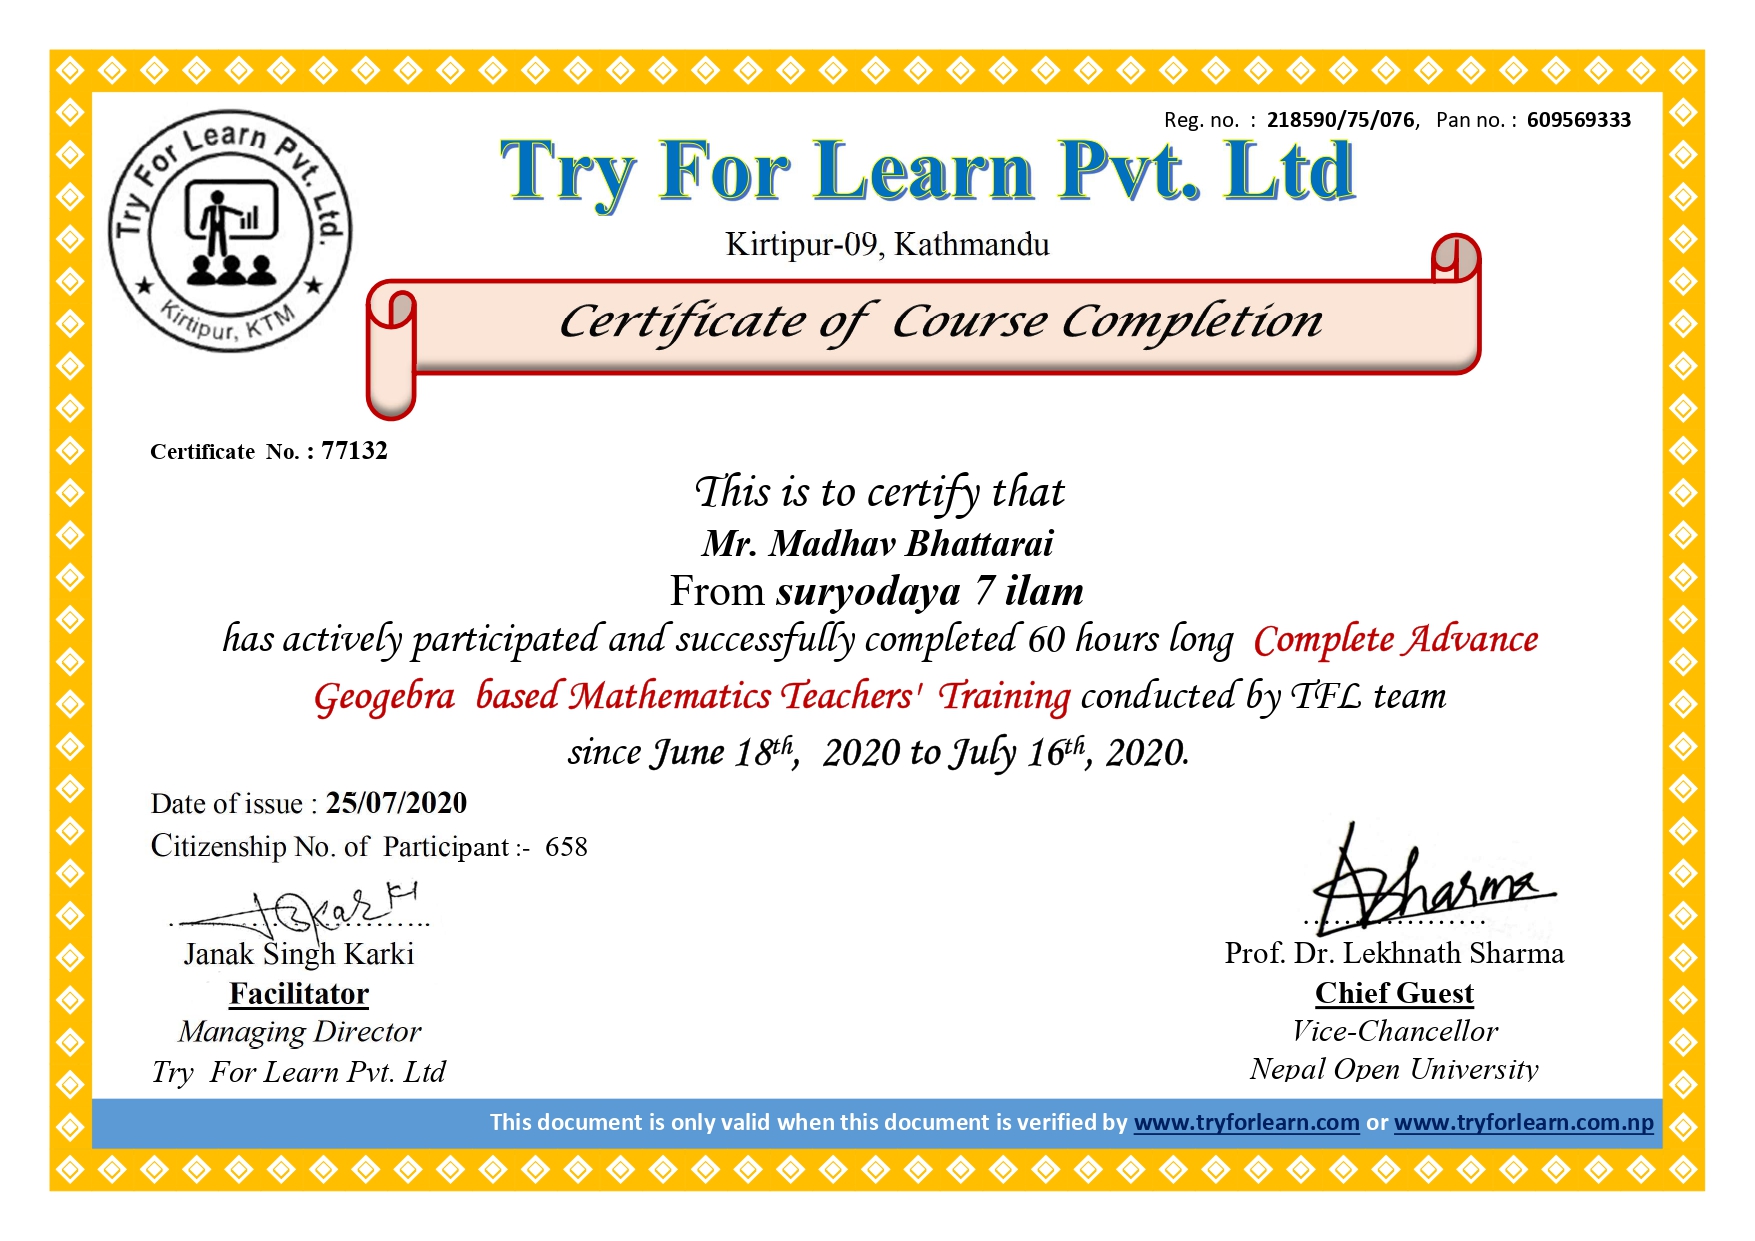 Reg. no.  :  218590/75/076,   Pan no. :  609569333
Try For Learn Pvt. Ltd.
Kirtipur, KTM
Try For Learn Pvt. Ltd
Kirtipur-09, Kathmandu
Certificate of Course Completion
Certificate No. : 77132
This is to certify that
Mr. Madhav Bhattarai
From suryodaya 7 ilam
has actively participated and successfully completed 60 hours long Complete Advance
Geogebra based Mathematics Teachers' Training conducted by TFL team
since June 18th, 2020 to July 16th, 2020.
Date of issue : 25/07/2020
Citizenship No. of Participant :- 658
Janak Singh Karki
Facilitator
Managing Director
Try For Learn Pvt. Ltd
Sharma
Prof. Dr. Lekhnath Sharma
Chief Guest
Vice-Chancellor
Nepal Open University
This document is only valid when this document is verified by www.tryforlearn.com or www.tryforlearn.com.np